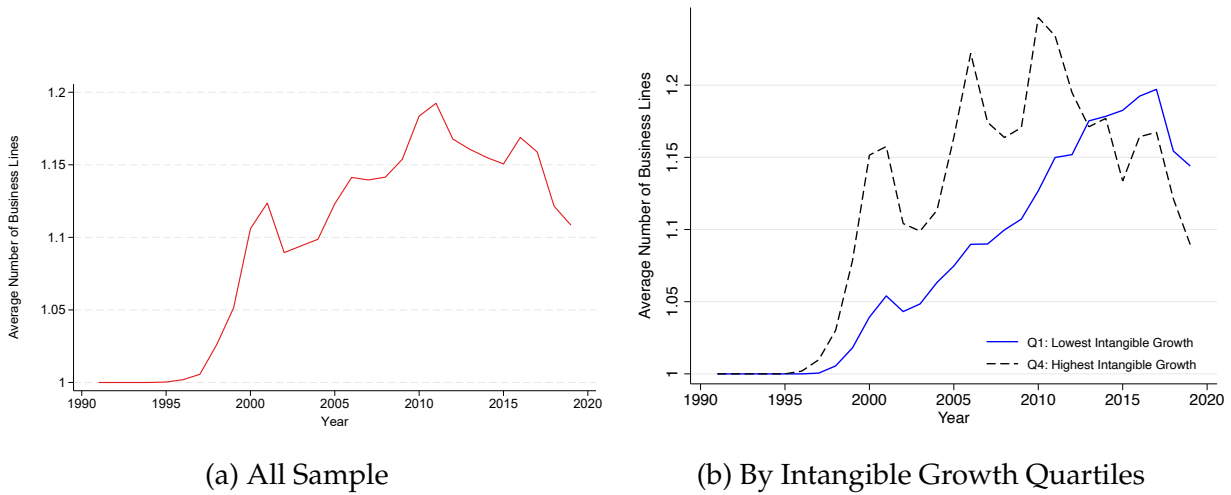 Average Number of Business Lines
1.2
1.15
1.1
1.05
1
1990 1995 2000 2005 2010 2015 2020
Year
(a) All Sample
Average Number of Business Lines
1.2
1.15
1.1
1.05
1
Q1: Lowest Intangible Growth
Q4: Highest Intangible Growth
1990 1995 2000 2005 2010 2015 2020
Year
(b) By Intangible Growth Quartiles